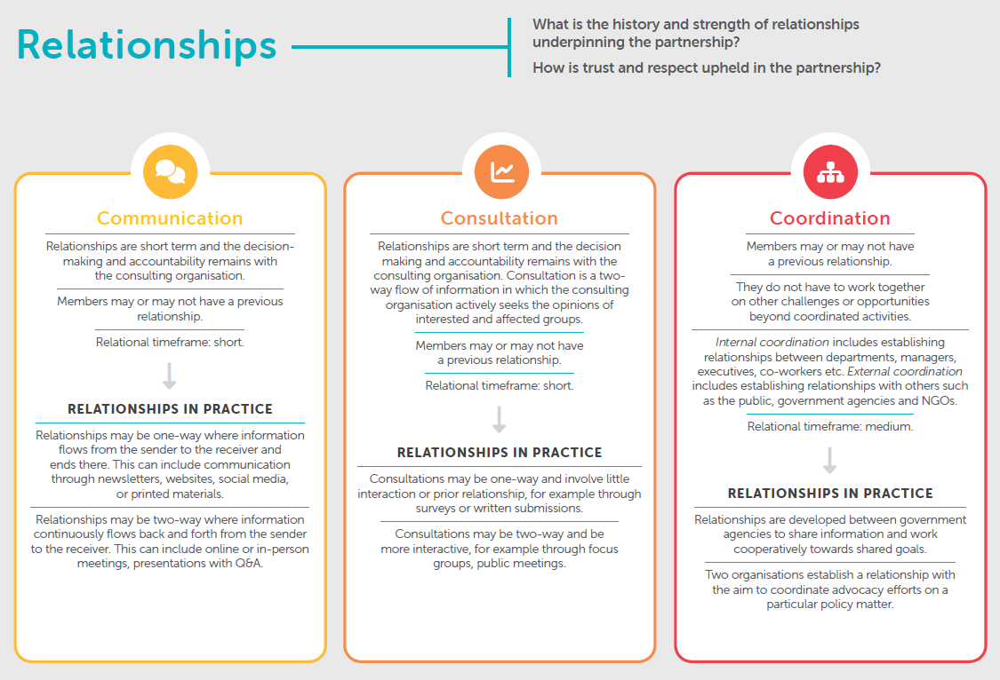 Relationships
What is the history and strength of relationships
underpinning the partnership?
How is trust and respect upheld in the partnership?
Communication
Relationships are short term and the decision-
making and accountability remains with
the consulting organisation.
Members may or may not have a previous
relationship.
Relational timeframe: short.
RELATIONSHIPS IN PRACTICE
Relationships may be one-way where information
flows from the sender to the receiver and
ends there. This can include communication
through newsletters, websites, social media,
or printed materials.
Relationships may be two-way where information
continuously flows back and forth from the sender
to the receiver. This can include online or in-person
meetings, presentations with Q&A.
Consultation
Relationships are short term and the decision
making and accountability remains with the
consulting organisation. Consultation is a two-
way flow of information in which the consulting
organisation actively seeks the opinions of
interested and affected groups.
Members may or may not have
a previous relationship.
Relational timeframe: short.
RELATIONSHIPS IN PRACTICE
Consultations may be one-way and involve little
interaction or prior relationship, for example through
surveys or written submissions.
Consultations may be two-way and be
more interactive, for example through focus
groups, public meetings.
Coordination
Members may or may not have
a previous relationship.
They do not have to work together
on other challenges or opportunities
beyond coordinated activities.
Internal coordination includes establishing
relationships between departments, managers,
executives, co-workers etc. External coordination
includes establishing relationships with others such
as the public, government agencies and NGOs.
Relational timeframe: medium.
RELATIONSHIPS IN PRACTICE
Relationships are developed between government
agencies to share information and work
cooperatively towards shared goals.
Two organisations establish a relationship with
the aim to coordinate advocacy efforts on a
particular policy matter.